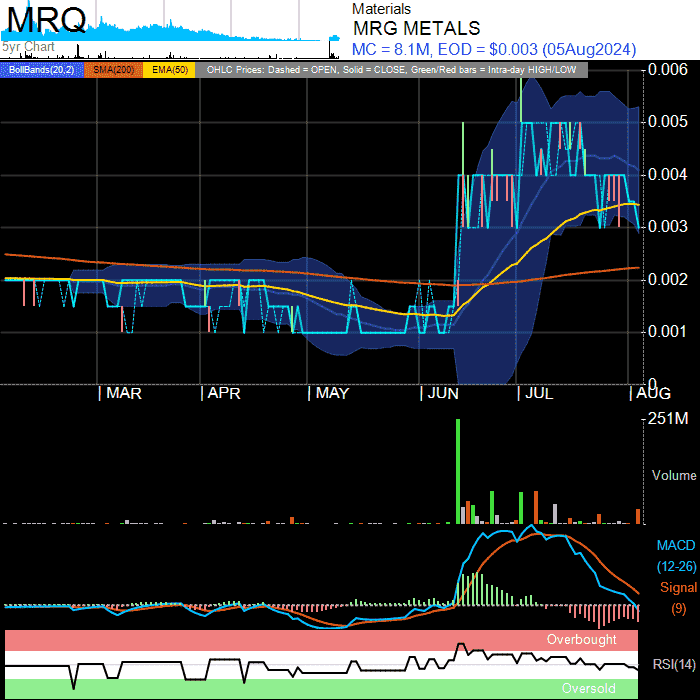 MRQ
5yr Chart
Materials
MRG METALS
MC = 8.1M, EOD = $0.003 (05Aug2024)
BollBands(20,2) SMA(200) EMA(50) OHLC Prices: Dashed = OPEN, Solid = CLOSE, Green/Red bars = Intra-day HIGH/LOW
0.006
0.005
0.004
0.003
0.002
0.001
0
| MAR | APR | MAY | JUN | JUL | AUG
251M
Volume
MACD
(12-26)
Signal
(9)
Overbought
RSI(14)
Oversold